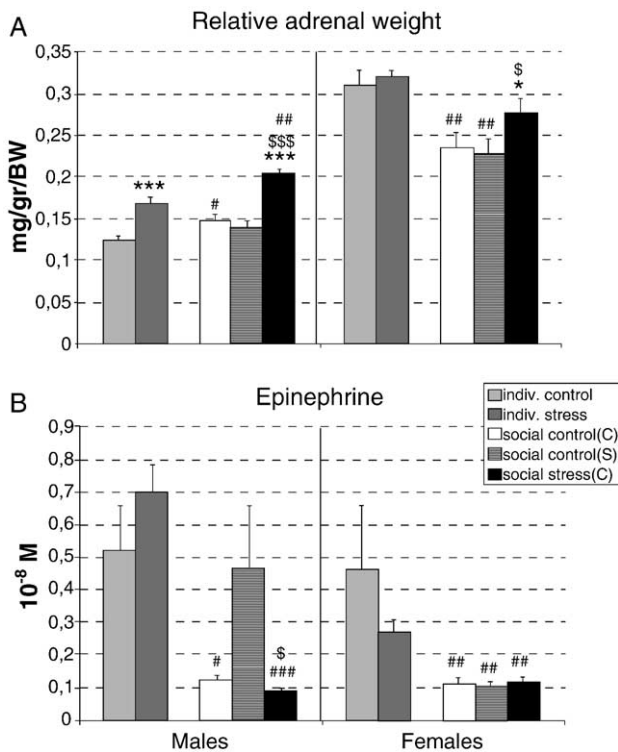 A
Relative adrenal weight
mg/gr/BW
0,35
0,3
0,25
0,2
0,15
0,1
0,05
0
***
#
##
$$$
***
##
##
$
*
B
Epinephrine
10⁻⁸ M
0,9
0,8
0,7
0,6
0,5
0,4
0,3
0,2
0,1
0
indiv. control
indiv. stress
social control(C)
social control(S)
social stress(C)
#
$
###
##
##
##
Males
Females